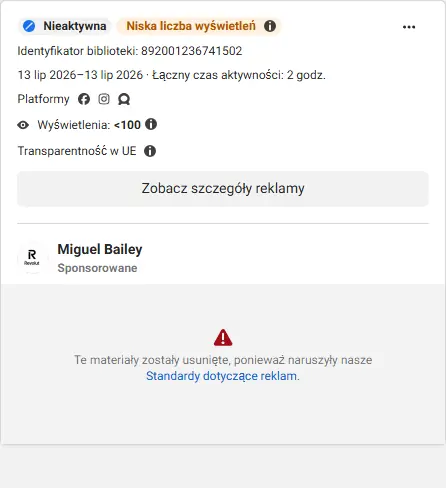 Nieaktywna Niska liczba wyświetleń
Identyfikator biblioteki: 892001236741502
13 lip 2026–13 lip 2026 · Łączny czas aktywności: 2 godz.
Platformy
Wyświetlenia: <100
Transparentność w UE
Zobacz szczegóły reklamy
R
Revolut
Miguel Bailey
Sponsorowane
Te materiały zostały usunięte, ponieważ naruszyły nasze
Standardy dotyczące reklam.